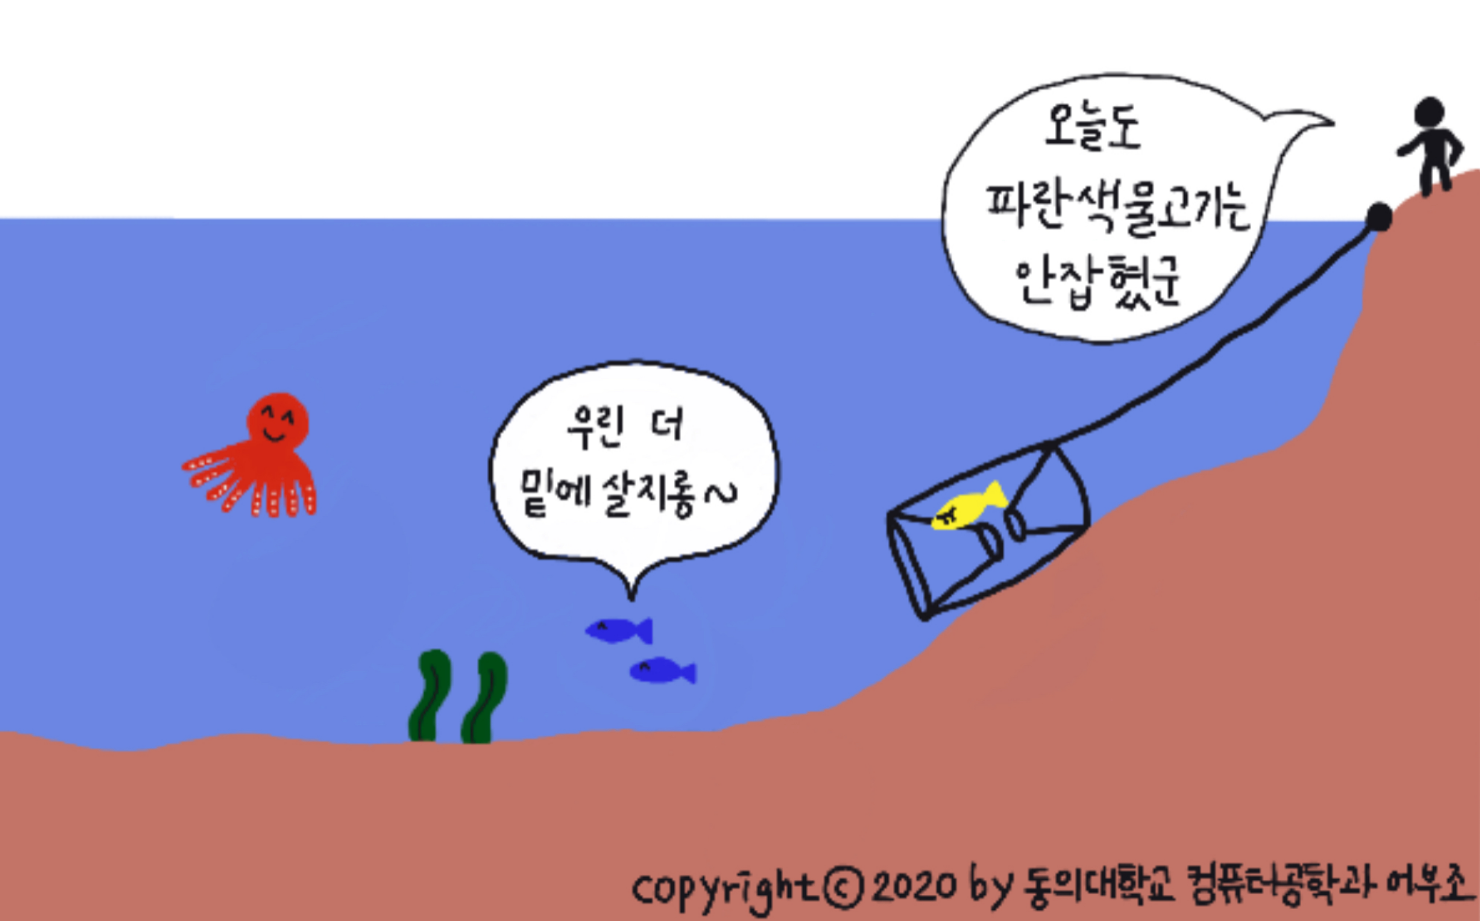 오늘도
파란색물고기는
안잡혔군
우린 더
밑에 살지롱~
copyright ⓒ 2020 by 동의대학교 컴퓨터공학과 어부조